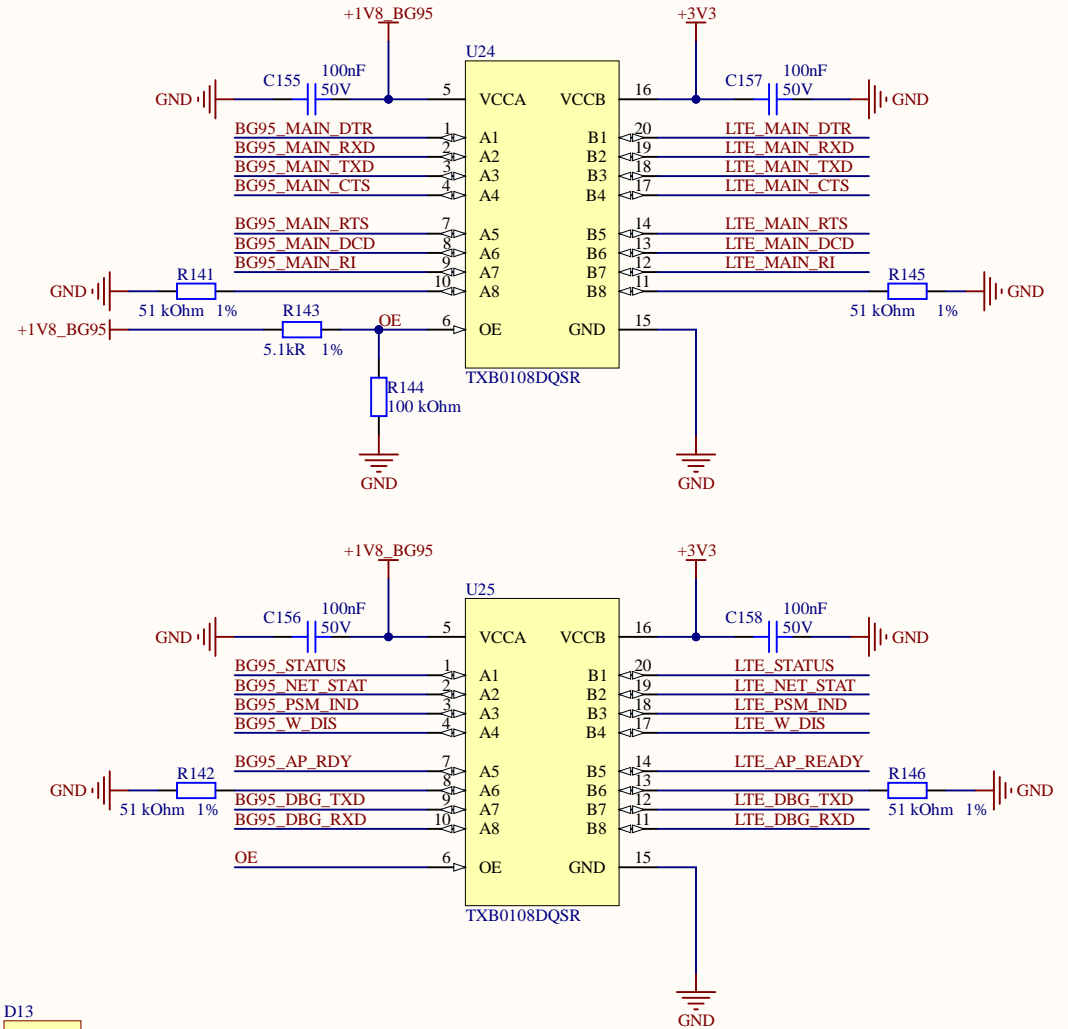 +1V8_BG95 +3V3
U24
C155 100nF 50V C157 100nF 50V
GND 5 VCCA VCCB 16 GND
BG95_MAIN_DTR 1 A1 B1 20 LTE_MAIN_DTR
BG95_MAIN_RXD 2 A2 B2 19 LTE_MAIN_RXD
BG95_MAIN_TXD 3 A3 B3 18 LTE_MAIN_TXD
BG95_MAIN_CTS 4 A4 B4 17 LTE_MAIN_CTS
BG95_MAIN_RTS 7 A5 B5 14 LTE_MAIN_RTS
BG95_MAIN_DCD 8 A6 B6 13 LTE_MAIN_DCD
BG95_MAIN_RI 9 A7 B7 12 LTE_MAIN_RI
R141 R145
GND 10 A8 B8 11 GND
51 kOhm 1% 51 kOhm 1%
R143
+1V8_BG95 OE 6 OE GND 15
5.1kR 1%
TXB0108DQSR
R144
100 kOhm
GND GND
+1V8_BG95 +3V3
U25
C156 100nF 50V C158 100nF 50V
GND 5 VCCA VCCB 16 GND
BG95_STATUS 1 A1 B1 20 LTE_STATUS
BG95_NET_STAT 2 A2 B2 19 LTE_NET_STAT
BG95_PSM_IND 3 A3 B3 18 LTE_PSM_IND
BG95_W_DIS 4 A4 B4 17 LTE_W_DIS
BG95_AP_RDY 7 A5 B5 14 LTE_AP_READY
R142 R146
GND 8 A6 B6 13 GND
51 kOhm 1% 51 kOhm 1%
BG95_DBG_TXD 9 A7 B7 12 LTE_DBG_TXD
BG95_DBG_RXD 10 A8 B8 11 LTE_DBG_RXD
OE 6 OE GND 15
TXB0108DQSR
D13
GND